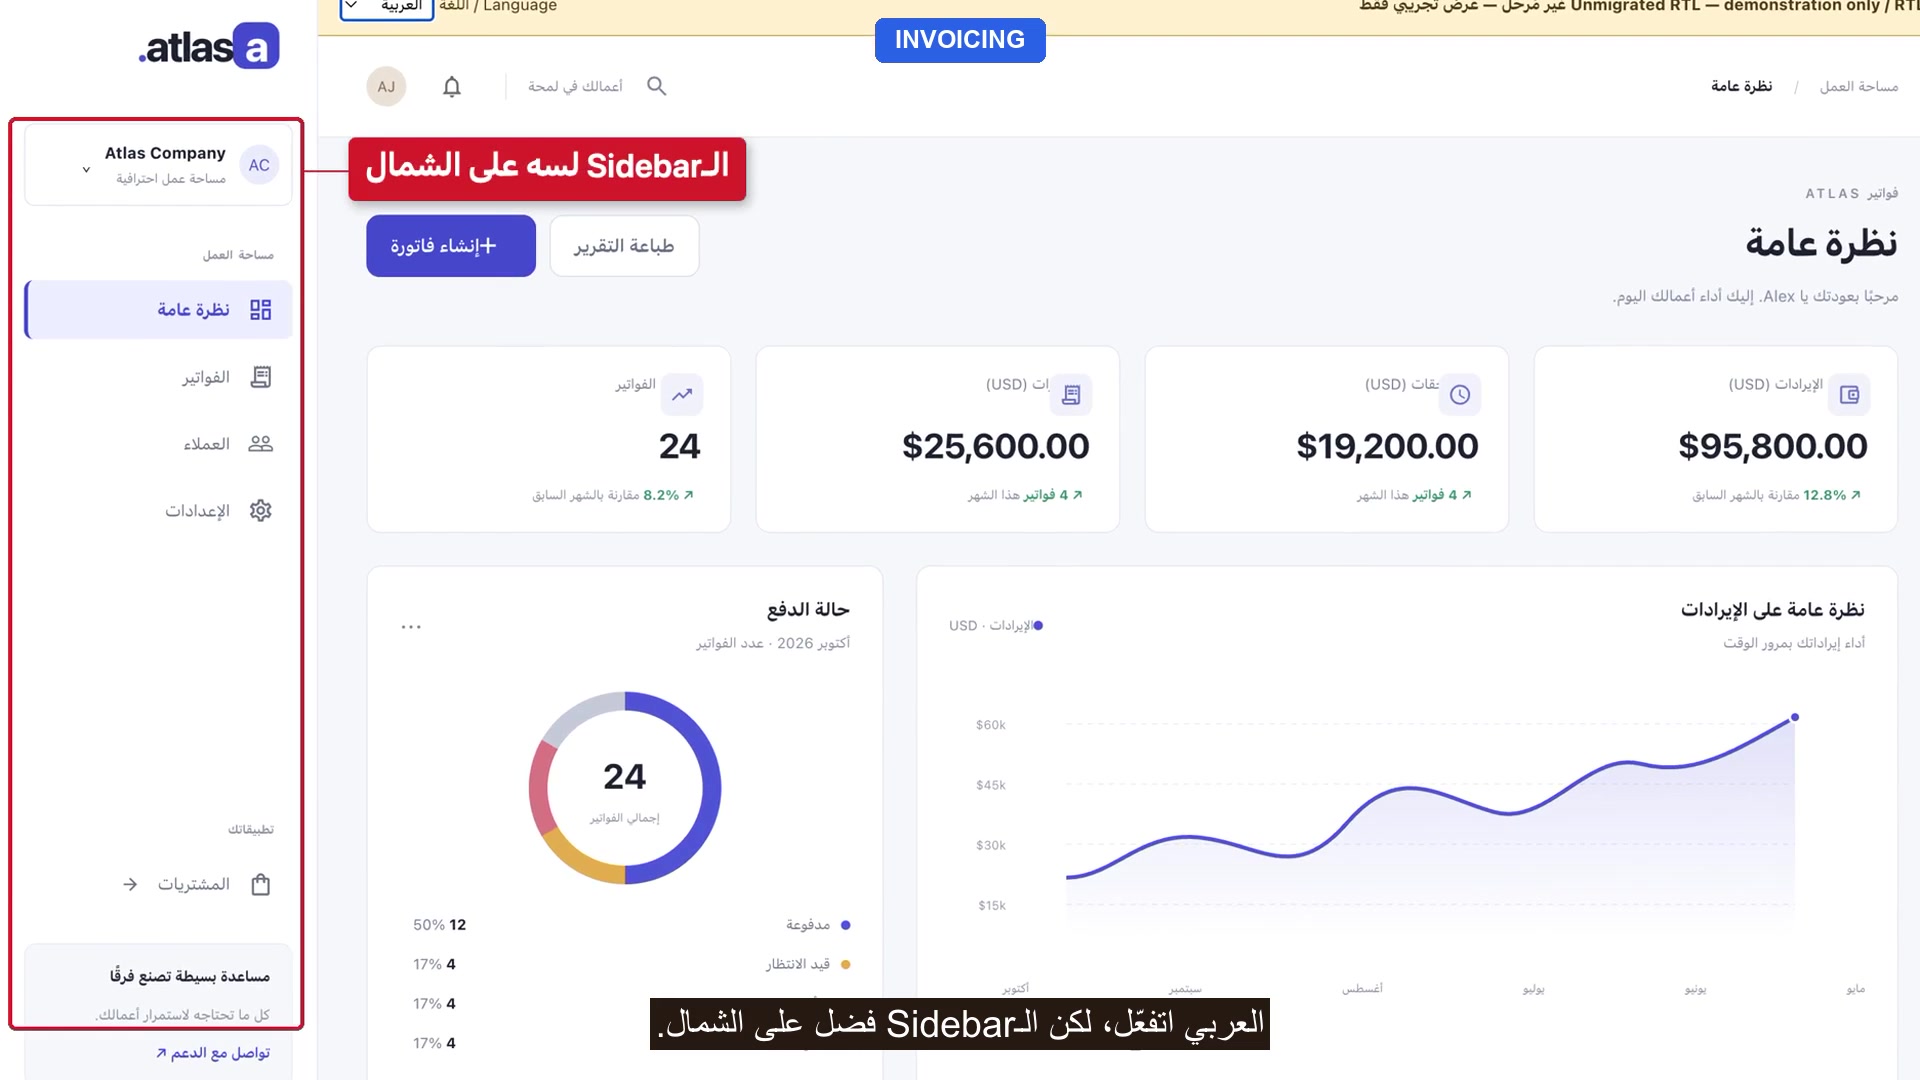 العربية
اللغة / Language
غير مُرحّل — عرض تجريبي فقط / Unmigrated RTL — demonstration only
INVOICING
atlas.
a
مساحة العمل / نظرة عامة
أعمالك في لمحة
AJ
AC
Atlas Company
مساحة عمل احترافية
الـSidebar لسه على الشمال
مساحة العمل
نظرة عامة
الفواتير
العملاء
الإعدادات
تطبيقاتك
المشتريات
مساعدة بسيطة تصنع فرقًا
كل ما تحتاجه لاستمرار أعمالك.
تواصل مع الدعم
فواتير ATLAS
نظرة عامة
مرحبًا بعودتك يا Alex. إليك أداء أعمالك اليوم.
طباعة التقرير
إنشاء فاتورة
الإيرادات (USD)
$95,800.00
12.8% مقارنة بالشهر السابق
(USD)
$19,200.00
4 فواتير هذا الشهر
(USD)
$25,600.00
4 فواتير هذا الشهر
الفواتير
24
8.2% مقارنة بالشهر السابق
نظرة عامة على الإيرادات
أداء إيراداتك بمرور الوقت
الإيرادات · USD
$60k
$45k
$30k
$15k
مايو
يونيو
يوليو
أغسطس
سبتمبر
أكتوبر
حالة الدفع
أكتوبر 2026 · عدد الفواتير
24
إجمالي الفواتير
مدفوعة
50% 12
قيد الانتظار
17% 4
17% 4
17% 4
العربي اتفعّل، لكن الـSidebar فضل على الشمال.